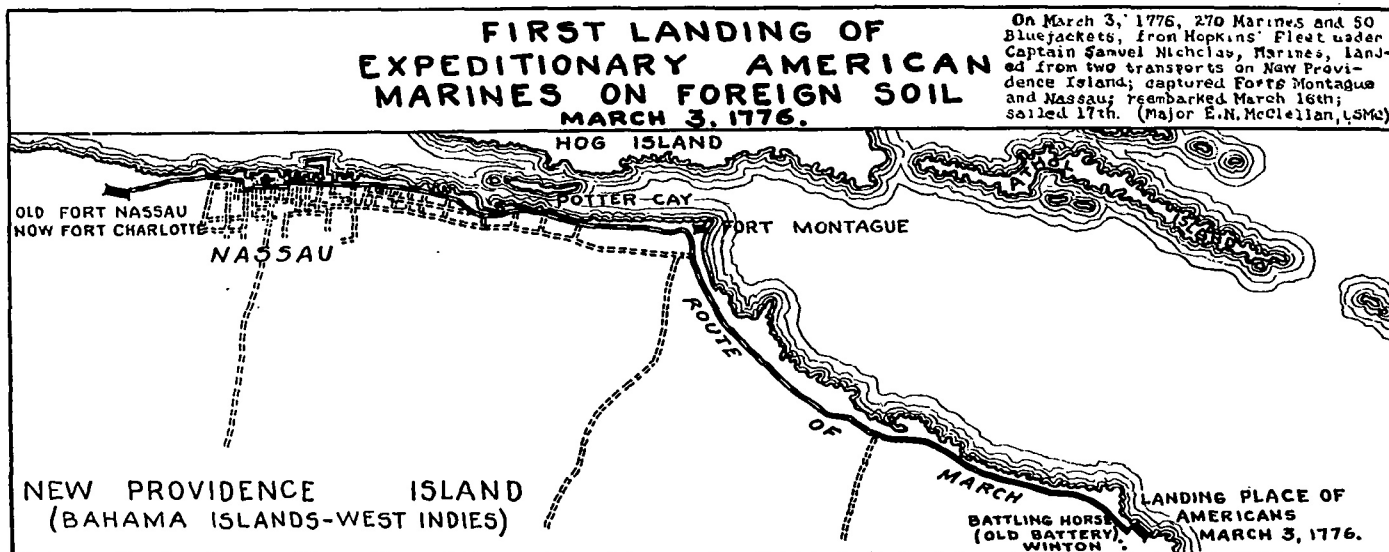 FIRST LANDING OF
EXPEDITIONARY AMERICAN
MARINES ON FOREIGN SOIL
MARCH 3, 1776.
On March 3, 1776, 270 Marines and 50
Bluejackets, from Hopkins' Fleet under
Captain Samuel Nicholas, Marines, land-
ed from two transports on New Provi-
dence Island; captured Forts Montague
and Nassau; reembarked March 16th;
sailed 17th. (Major E.N. McClellan, USMC)
HOG ISLAND
ATHOL
ISLAND
POTTER CAY
OLD FORT NASSAU
NOW FORT CHARLOTTE
NASSAU
FORT MONTAGUE
ROUTE
OF
MARCH
NEW PROVIDENCE ISLAND
(BAHAMA ISLANDS-WEST INDIES)
LANDING PLACE OF
AMERICANS
MARCH 3, 1776.
BATTLING HORSE
(OLD BATTERY)
WINTON